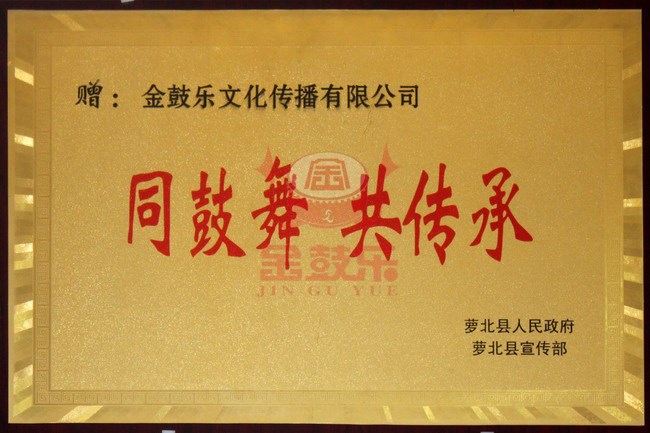 赠：金鼓乐文化传播有限公司
金
同鼓舞 共传承
金鼓乐
JIN GU YUE
萝北县人民政府
萝北县宣传部